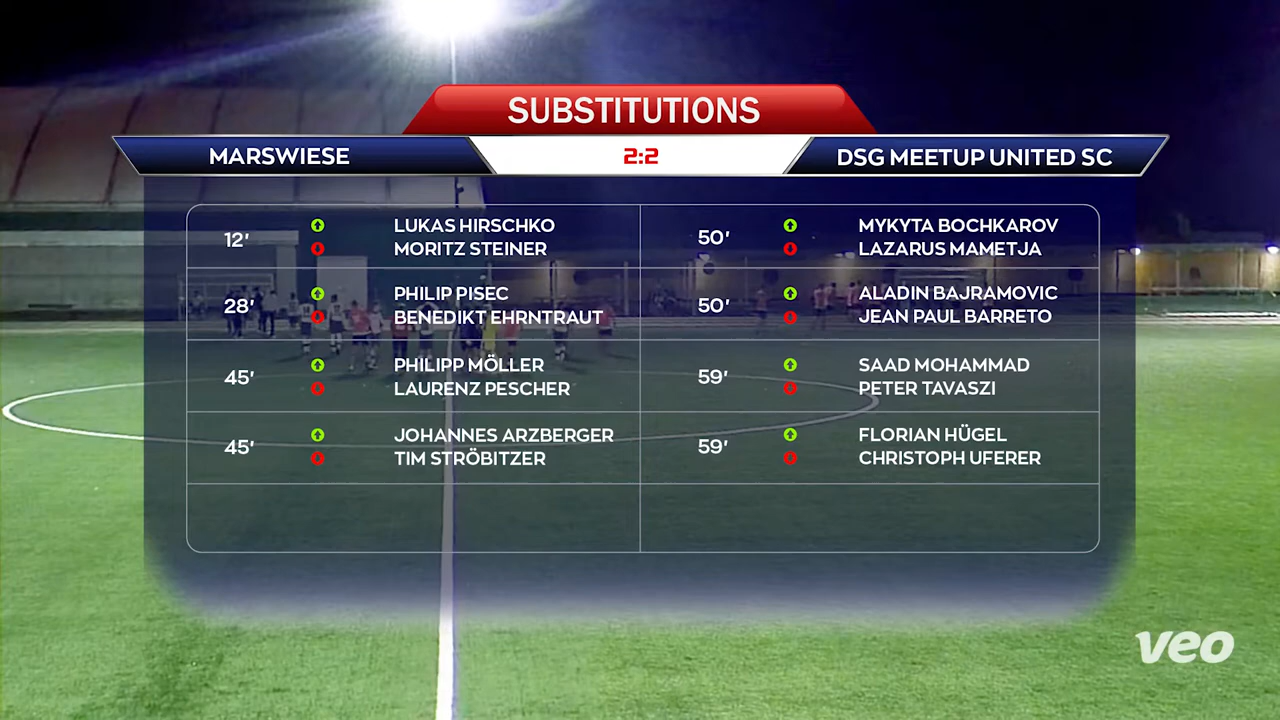 SUBSTITUTIONS
MARSWIESE 2:2 DSG MEETUP UNITED SC
12' LUKAS HIRSCHKO
MORITZ STEINER
28' PHILIP PISEC
BENEDIKT EHRNTRAUT
45' PHILIPP MÖLLER
LAURENZ PESCHER
45' JOHANNES ARZBERGER
TIM STRÖBITZER
50' MYKYTA BOCHKAROV
LAZARUS MAMETJA
50' ALADIN BAJRAMOVIC
JEAN PAUL BARRETO
59' SAAD MOHAMMAD
PETER TAVASZI
59' FLORIAN HÜGEL
CHRISTOPH UFERER
veo